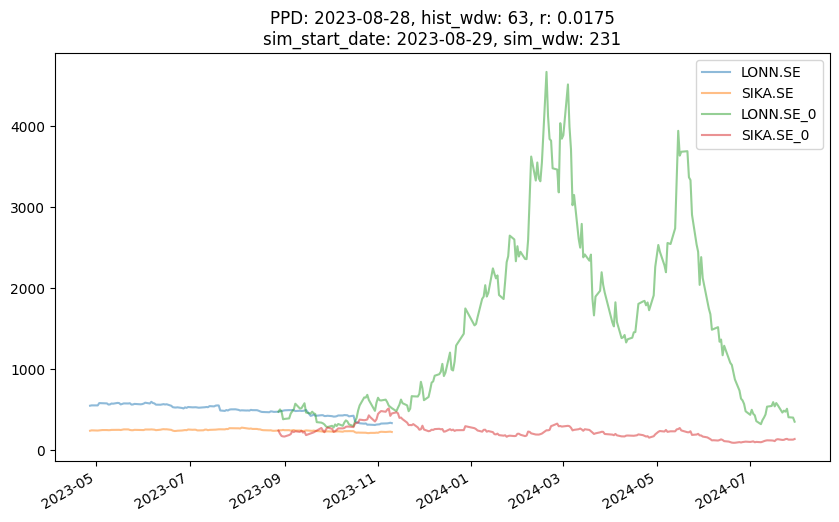 PPD: 2023-08-28, hist_wdw: 63, r: 0.0175
sim_start_date: 2023-08-29, sim_wdw: 231
LONN.SE
SIKA.SE
LONN.SE_0
SIKA.SE_0
4000
3000
2000
1000
0
2023-05
2023-07
2023-09
2023-11
2024-01
2024-03
2024-05
2024-07